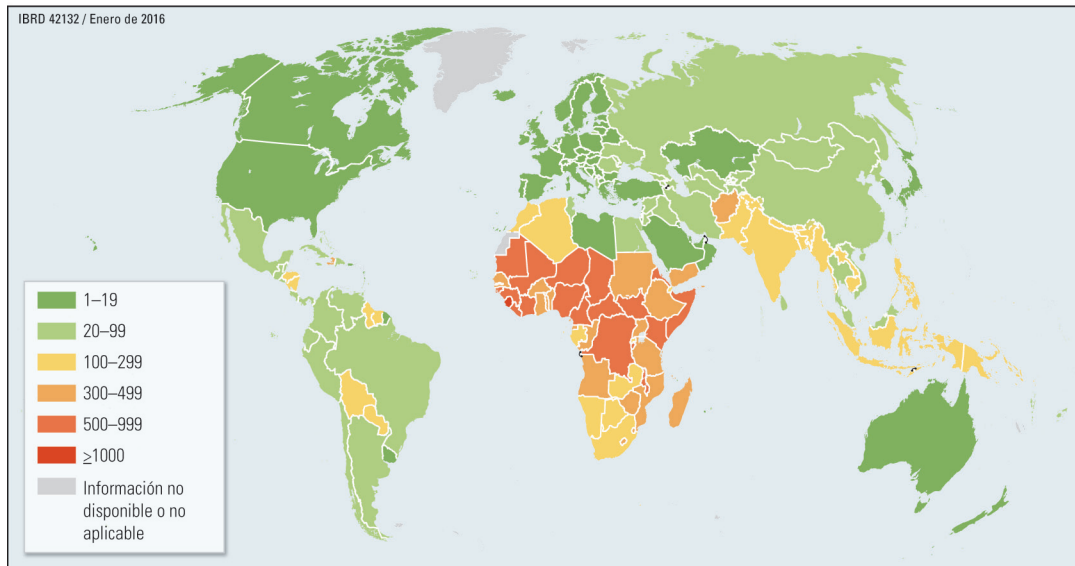 IBRD 42132 / Enero de 2016
1–19
20–99
100–299
300–499
500–999
≥1000
Información no
disponible o no
aplicable